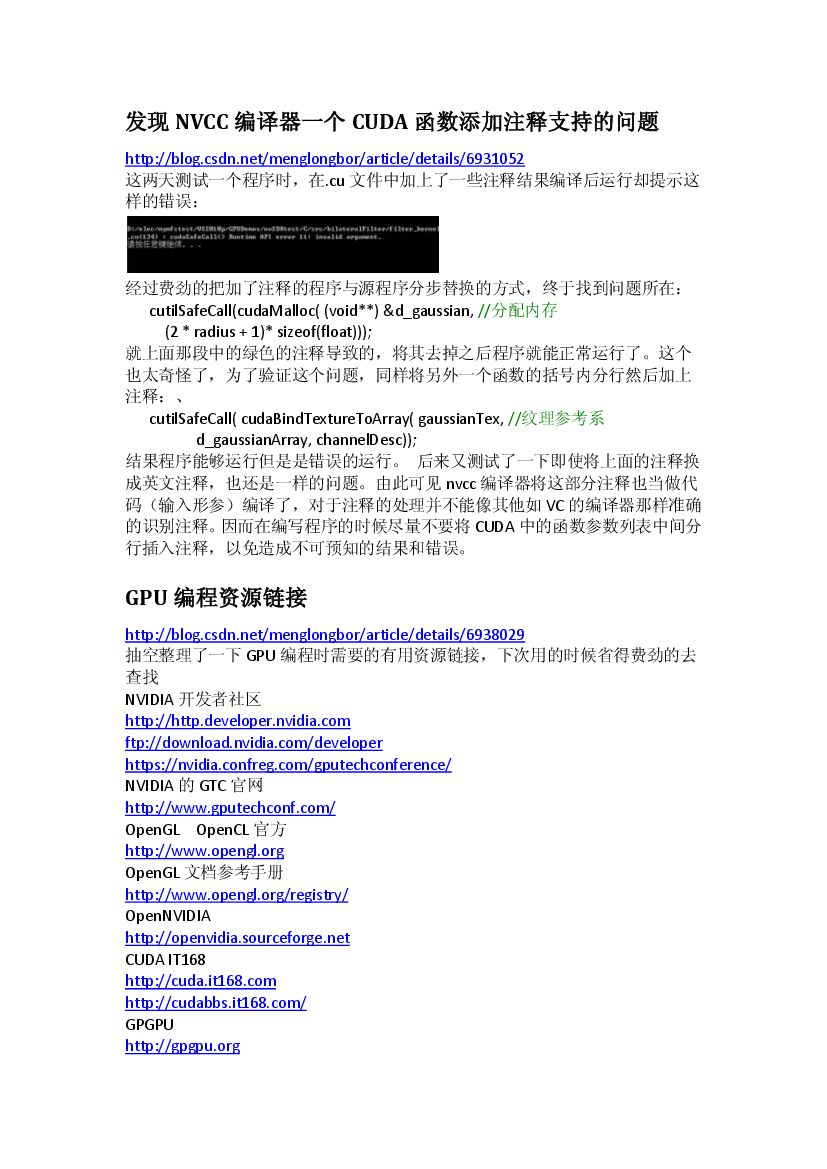 发现 NVCC 编译器一个 CUDA 函数添加注释支持的问题
http://blog.csdn.net/menglongbor/article/details/6931052
这两天测试一个程序时，在.cu 文件中加上了一些注释结果编译后运行却提示这
样的错误：
D:/elec/mpnfctest/VS2010p/GPUDemos/nvSDKtest/C/src/bilateralFilter/filter_kernel
.cu(134) : cudaSafeCall() Runtime API error 11: invalid argument.
请按任意键继续. . .
经过费劲的把加了注释的程序与源程序分步替换的方式，终于找到问题所在：
cutilSafeCall(cudaMalloc( (void**) &d_gaussian, //分配内存
(2 * radius + 1)* sizeof(float)));
就上面那段中的绿色的注释导致的，将其去掉之后程序就能正常运行了。这个
也太奇怪了，为了验证这个问题，同样将另外一个函数的括号内分行然后加上
注释：、
cutilSafeCall( cudaBindTextureToArray( gaussianTex, //纹理参考系
d_gaussianArray, channelDesc));
结果程序能够运行但是是错误的运行。 后来又测试了一下即使将上面的注释换
成英文注释，也还是一样的问题。由此可见 nvcc 编译器将这部分注释也当做代
码（输入形参）编译了，对于注释的处理并不能像其他如 VC 的编译器那样准确
的识别注释。因而在编写程序的时候尽量不要将 CUDA 中的函数参数列表中间分
行插入注释，以免造成不可预知的结果和错误。
GPU 编程资源链接
http://blog.csdn.net/menglongbor/article/details/6938029
抽空整理了一下 GPU 编程时需要的有用资源链接，下次用的时候省得费劲的去
查找
NVIDIA 开发者社区
http://http.developer.nvidia.com
ftp://download.nvidia.com/developer
https://nvidia.confreg.com/gputechconference/
NVIDIA 的 GTC 官网
http://www.gputechconf.com/
OpenGL OpenCL 官方
http://www.opengl.org
OpenGL 文档参考手册
http://www.opengl.org/registry/
OpenNVIDIA
http://openvidia.sourceforge.net
CUDA IT168
http://cuda.it168.com
http://cudabbs.it168.com/
GPGPU
http://gpgpu.org